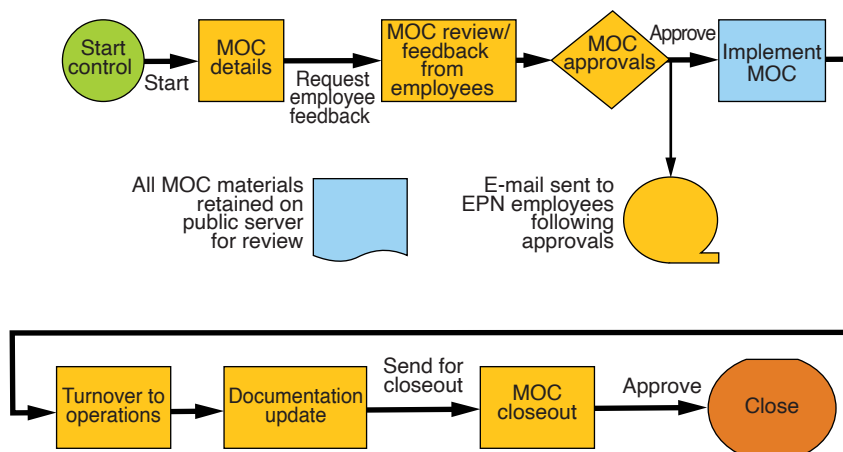 Start
control
Start
MOC
details
Request
employee
feedback
MOC review/
feedback
from
employees
MOC
approvals
Approve
Implement
MOC
All MOC materials
retained on
public server
for review
E-mail sent to
EPN employees
following
approvals
Turnover to
operations
Documentation
update
Send for
closeout
MOC
closeout
Approve
Close